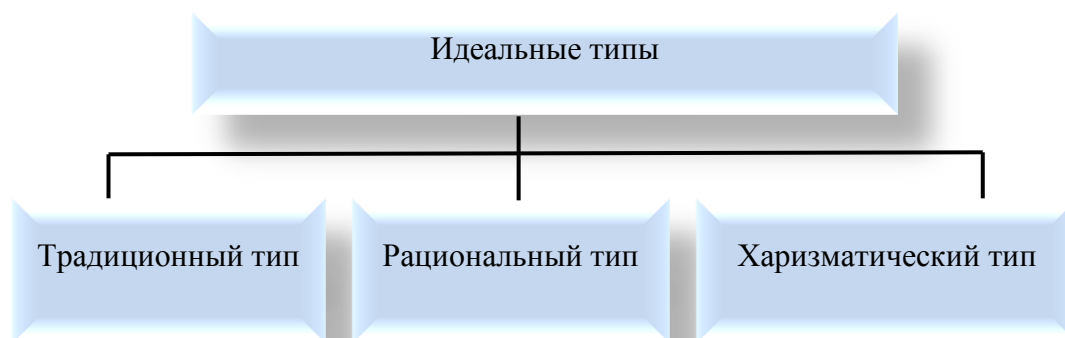 Идеальные типы
Традиционный тип
Рациональный тип
Харизматический тип